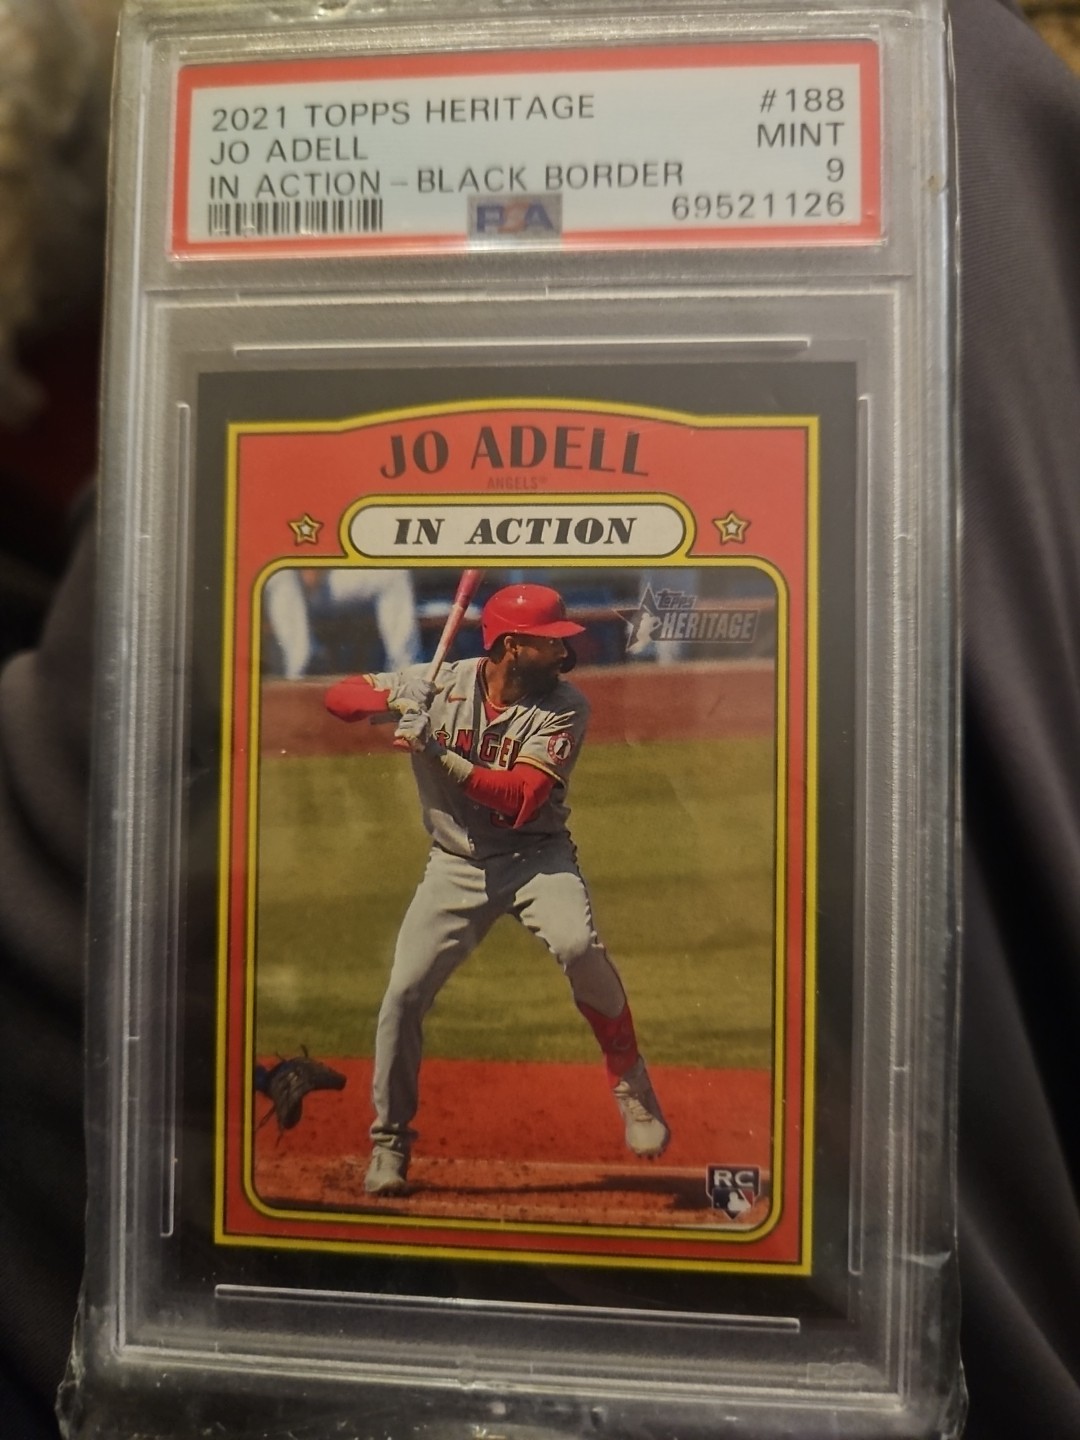 2021 TOPPS HERITAGE #188
JO ADELL MINT
IN ACTION - BLACK BORDER 9
PSA 69521126
JO ADELL
ANGELS
IN ACTION
Topps
HERITAGE
ANGEL
RC